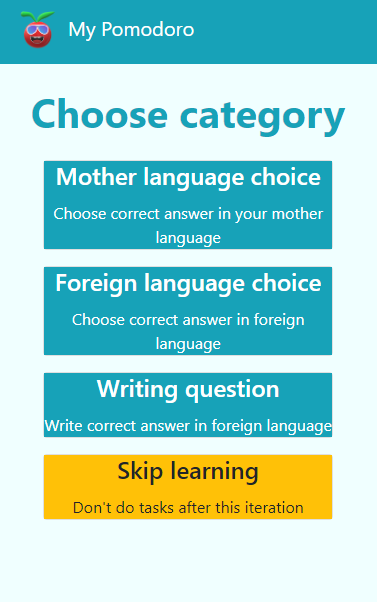 My Pomodoro
Choose category
Mother language choice
Choose correct answer in your mother
language
Foreign language choice
Choose correct answer in foreign
language
Writing question
Write correct answer in foreign language
Skip learning
Don't do tasks after this iteration